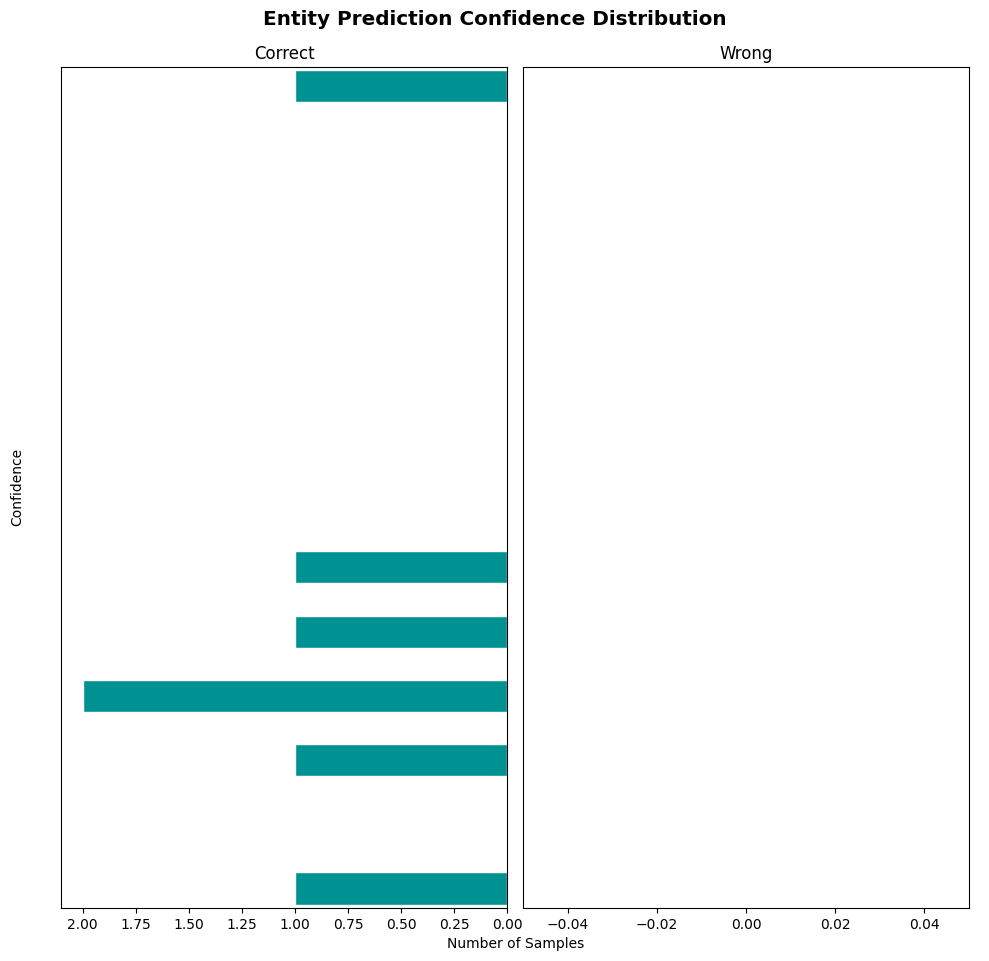 Entity Prediction Confidence Distribution
Correct
Wrong
Confidence
2.00 1.75 1.50 1.25 1.00 0.75 0.50 0.25 0.00
−0.04 −0.02 0.00 0.02 0.04
Number of Samples